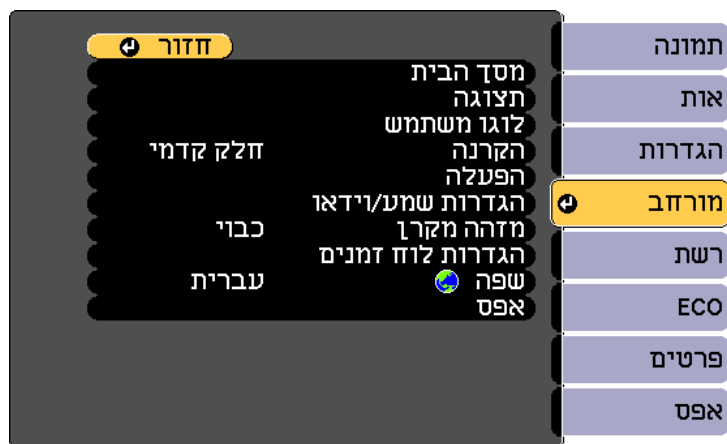 תמונה
אות
הגדרות
מורחב
רשת
ECO
פרטים
אפס
חזור
מסך הבית
תצוגה
לוגו משתמש
הקרנה חלק קדמי
הפעלה
הגדרות שמע/וידאו
מזהה מקרן כבוי
הגדרות לוח זמנים
שפה עברית
אפס